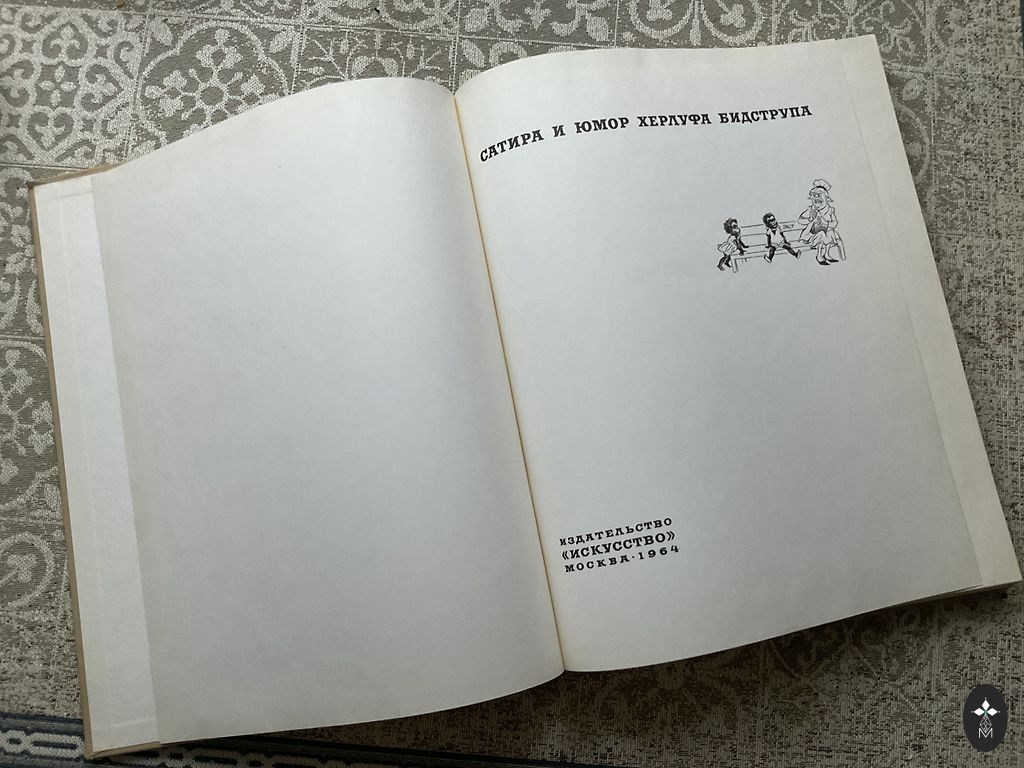 САТИРА И ЮМОР ХЕРЛУФА БИДСТРУПА
ИЗДАТЕЛЬСТВО
«ИСКУССТВО»
МОСКВА·1964